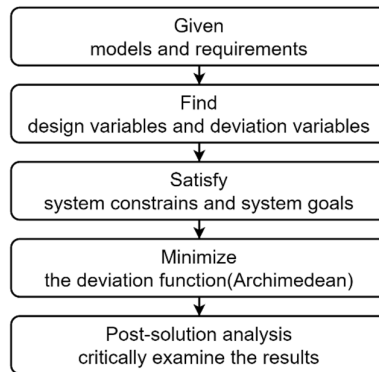 Given
models and requirements
Find
design variables and deviation variables
Satisfy
system constrains and system goals
Minimize
the deviation function(Archimedean)
Post-solution analysis
critically examine the results